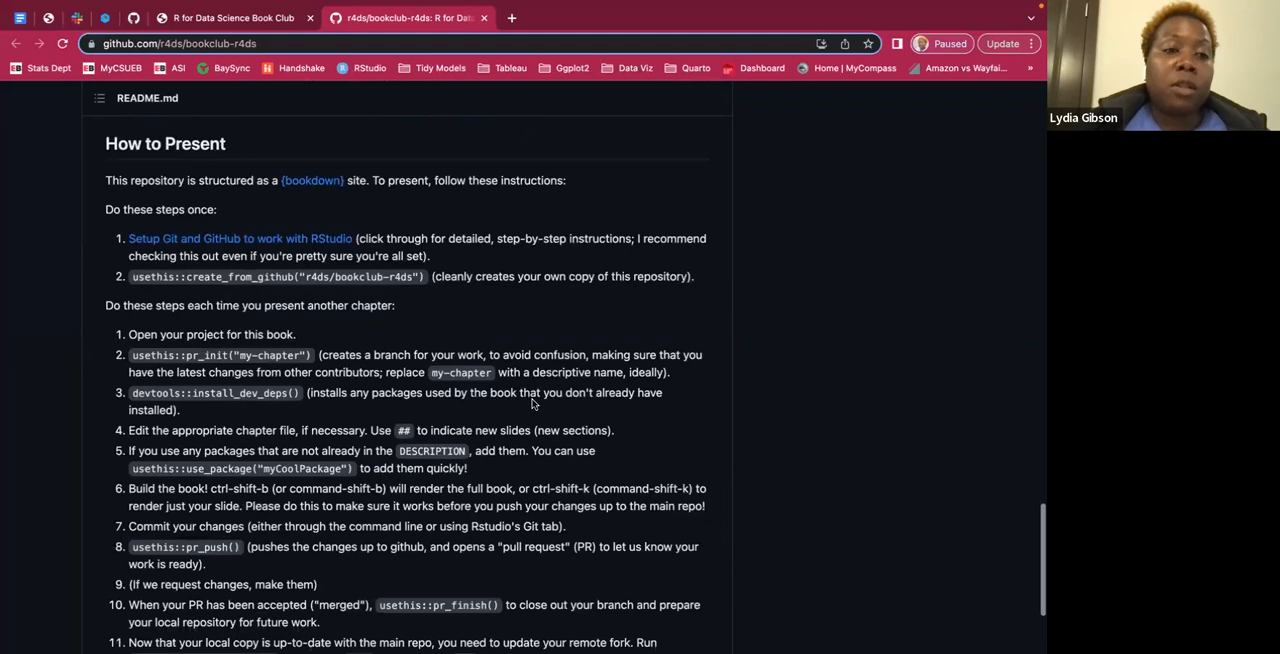 R for Data Science Book Club
r4ds/bookclub-r4ds: R for Dat
github.com/r4ds/bookclub-r4ds
Paused
Update
Stats Dept
MyCSUEB
ASI
BaySync
Handshake
RStudio
Tidy Models
Tableau
Ggplot2
Data Viz
Quarto
Dashboard
Home | MyCompass
Amazon vs Wayfai...
»
Lydia Gibson
README.md
How to Present
This repository is structured as a {bookdown} site. To present, follow these instructions:
Do these steps once:
1. Setup Git and GitHub to work with RStudio (click through for detailed, step-by-step instructions; I recommend
checking this out even if you're pretty sure you're all set).
2. usethis::create_from_github("r4ds/bookclub-r4ds") (cleanly creates your own copy of this repository).
Do these steps each time you present another chapter:
1. Open your project for this book.
2. usethis::pr_init("my-chapter") (creates a branch for your work, to avoid confusion, making sure that you
have the latest changes from other contributors; replace my-chapter with a descriptive name, ideally).
3. devtools::install_dev_deps() (installs any packages used by the book that you don't already have
installed).
4. Edit the appropriate chapter file, if necessary. Use ## to indicate new slides (new sections).
5. If you use any packages that are not already in the DESCRIPTION, add them. You can use
usethis::use_package("myCoolPackage") to add them quickly!
6. Build the book! ctrl-shift-b (or command-shift-b) will render the full book, or ctrl-shift-k (command-shift-k) to
render just your slide. Please do this to make sure it works before you push your changes up to the main repo!
7. Commit your changes (either through the command line or using Rstudio's Git tab).
8. usethis::pr_push() (pushes the changes up to github, and opens a "pull request" (PR) to let us know your
work is ready).
9. (If we request changes, make them)
10. When your PR has been accepted ("merged"), usethis::pr_finish() to close out your branch and prepare
your local repository for future work.
11. Now that your local copy is up-to-date with the main repo, you need to update your remote fork. Run